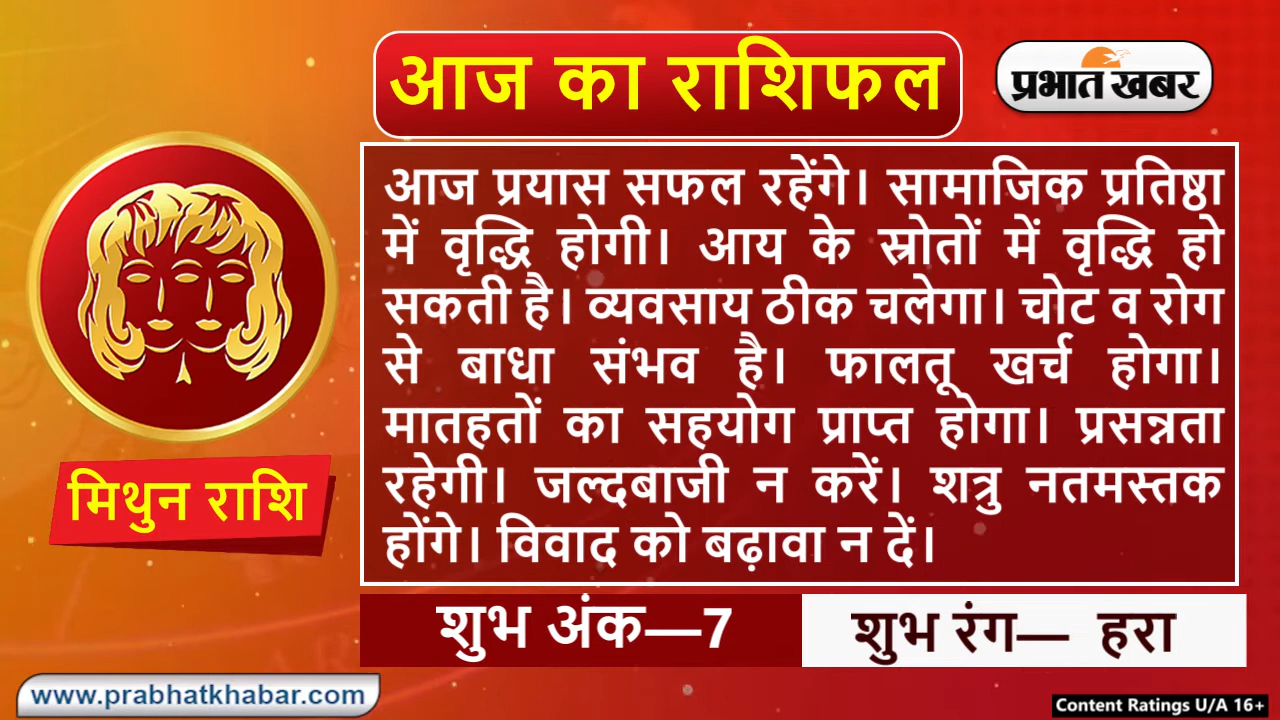 आज का राशिफल
प्रभात खबर
आज प्रयास सफल रहेंगे। सामाजिक प्रतिष्ठा
में वृद्धि होगी। आय के स्रोतों में वृद्धि हो
सकती है। व्यवसाय ठीक चलेगा। चोट व रोग
से बाधा संभव है। फालतू खर्च होगा।
मातहतों का सहयोग प्राप्त होगा। प्रसन्नता
रहेगी। जल्दबाजी न करें। शत्रु नतमस्तक
होंगे। विवाद को बढ़ावा न दें।
मिथुन राशि
शुभ अंक—7
शुभ रंग— हरा
www.prabhatkhabar.com
Content Ratings U/A 16+